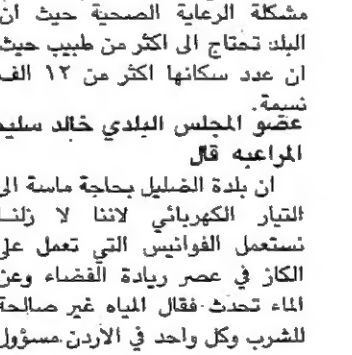 مشكلة الرعاية الصحية حيث ان
البلد تحتاج الى اكثر من طبيب حيث
ان عدد سكانها اكثر من ١٢ الف
نسمة.
عضو المجلس البلدي خالد سليم
المراعبه قال
ان بلدة الضليل بحاجة ماسة الى
التيار الكهربائي لاننا لا زلنا
نستعمل الفوانيس التي تعمل على
الكاز في عصر ريادة الفضاء وعن
الماء تحدث فقال المياه غير صالحة
للشرب وكل واحد في الأردن مسؤول